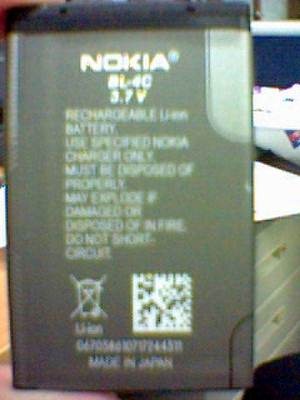 NOKIA®
BL-4C
3.7 V
RECHARGEABLE Li-ion
BATTERY.
USE SPECIFIED NOKIA
CHARGER ONLY.
MUST BE DISPOSED OF
PROPERLY.
MAY EXPLODE IF
DAMAGED OR
DISPOSED OF IN FIRE.
DO NOT SHORT-
CIRCUIT.
Li-ion
MADE IN JAPAN